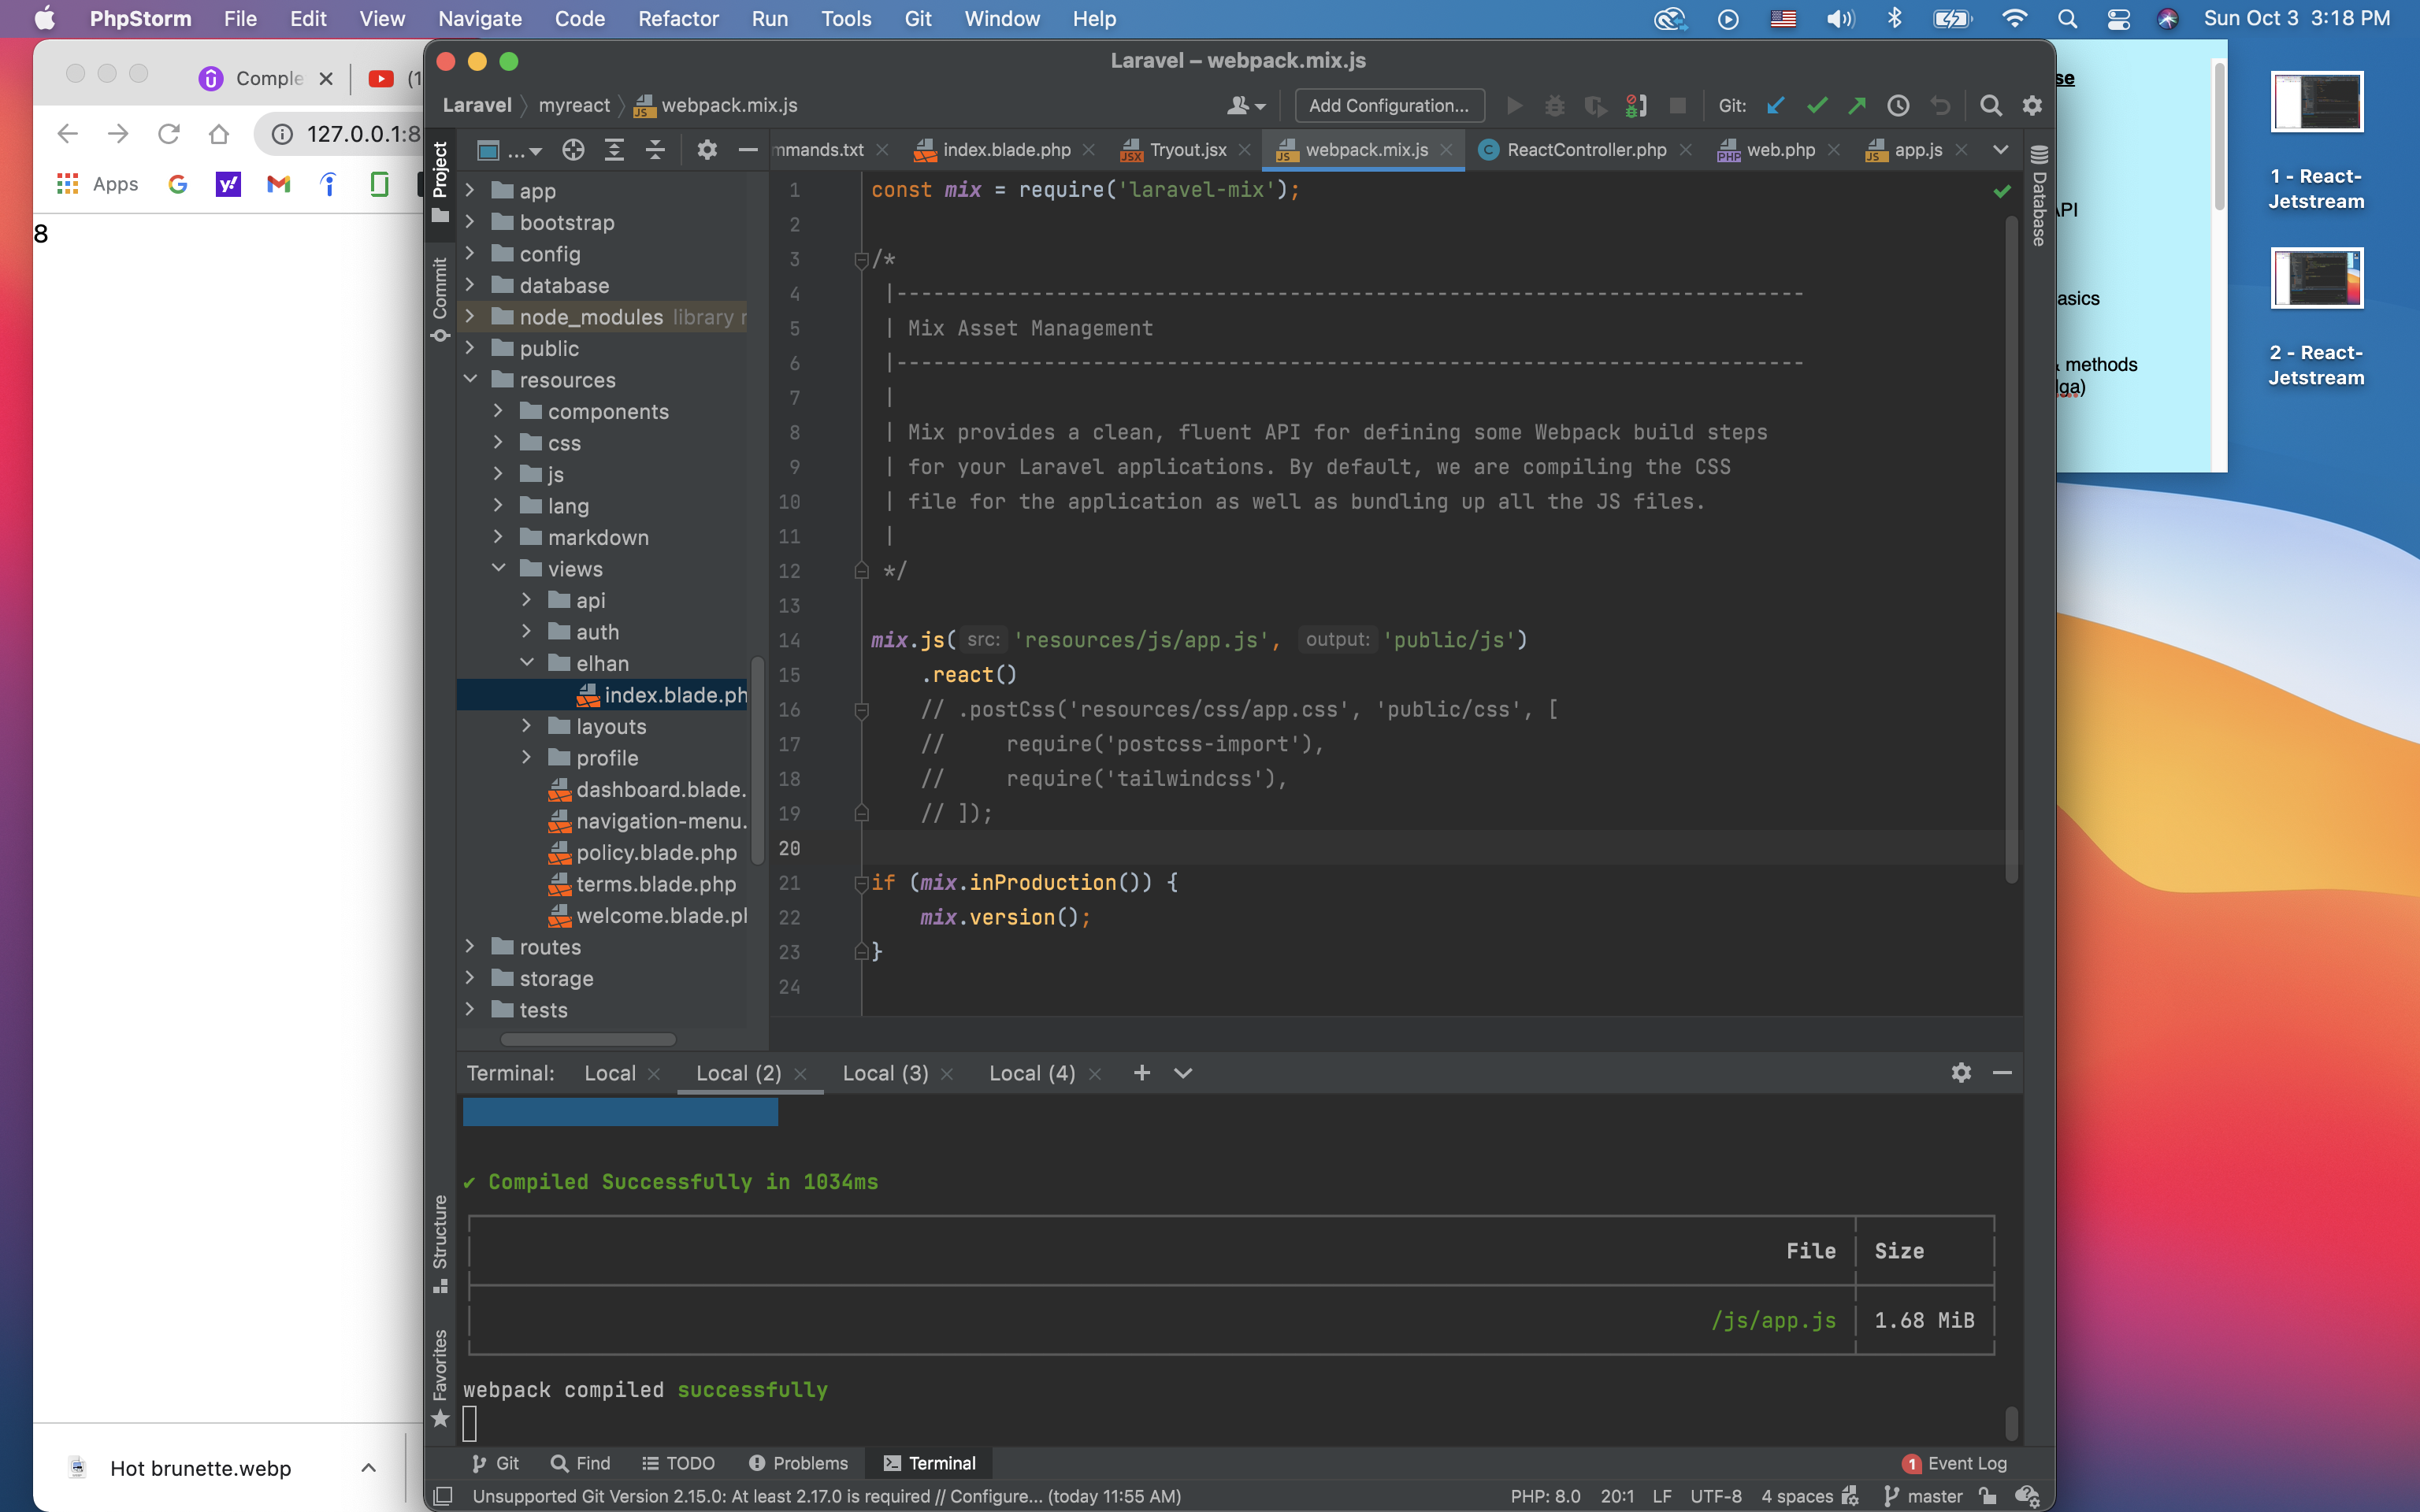 PhpStorm File Edit View Navigate Code Refactor Run Tools Git Window Help Sun Oct 3 3:18 PM
Comple
127.0.0.1:8
Apps
8
Hot brunette.webp
Laravel – webpack.mix.js
Laravel myreact webpack.mix.js
Add Configuration...
Git:
Project
Commit
Structure
Favorites
Database
...
mmands.txt index.blade.php Tryout.jsx webpack.mix.js ReactController.php web.php app.js
app
bootstrap
config
database
node_modules library r
public
resources
components
css
js
lang
markdown
views
api
auth
elhan
index.blade.ph
layouts
profile
dashboard.blade.
navigation-menu.
policy.blade.php
terms.blade.php
welcome.blade.pl
routes
storage
tests
1 const mix = require('laravel-mix');
2
3 /*
4 |--------------------------------------------------------------------------
5 | Mix Asset Management
6 |--------------------------------------------------------------------------
7 |
8 | Mix provides a clean, fluent API for defining some Webpack build steps
9 | for your Laravel applications. By default, we are compiling the CSS
10 | file for the application as well as bundling up all the JS files.
11 |
12 */
13
14 mix.js( src: 'resources/js/app.js', output: 'public/js')
15 .react()
16 // .postCss('resources/css/app.css', 'public/css', [
17 // require('postcss-import'),
18 // require('tailwindcss'),
19 // ]);
20
21 if (mix.inProduction()) {
22 mix.version();
23 }
24
Terminal: Local Local (2) Local (3) Local (4)
✔ Compiled Successfully in 1034ms
File Size
/js/app.js 1.68 MiB
webpack compiled successfully
Git Find TODO Problems Terminal 1 Event Log
Unsupported Git Version 2.15.0: At least 2.17.0 is required // Configure... (today 11:55 AM) PHP: 8.0 20:1 LF UTF-8 4 spaces master
se
API
asics
& methods
lga)
1 - React-
Jetstream
2 - React-
Jetstream